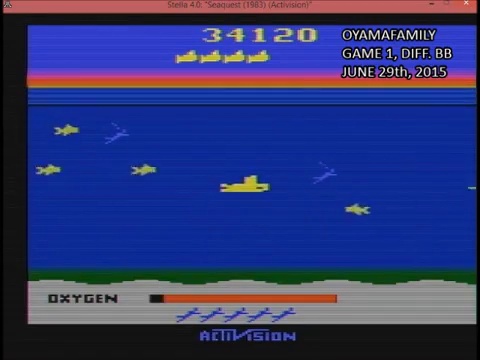 Stella 4.0: "Seaquest (1983) (Activision)"
34120
OYAMAFAMILY
GAME 1, DIFF. BB
JUNE 29th, 2015
OXYGEN
ACTIVISION